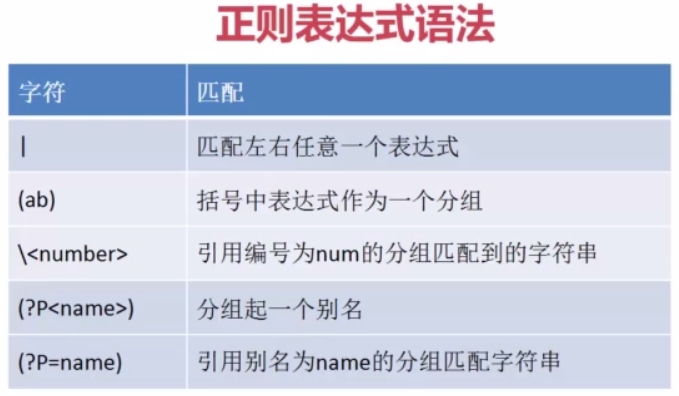 正则表达式语法
字符 匹配
| 匹配左右任意一个表达式
(ab) 括号中表达式作为一个分组
\<number> 引用编号为num的分组匹配到的字符串
(?P<name>) 分组起一个别名
(?P=name) 引用别名为name的分组匹配字符串